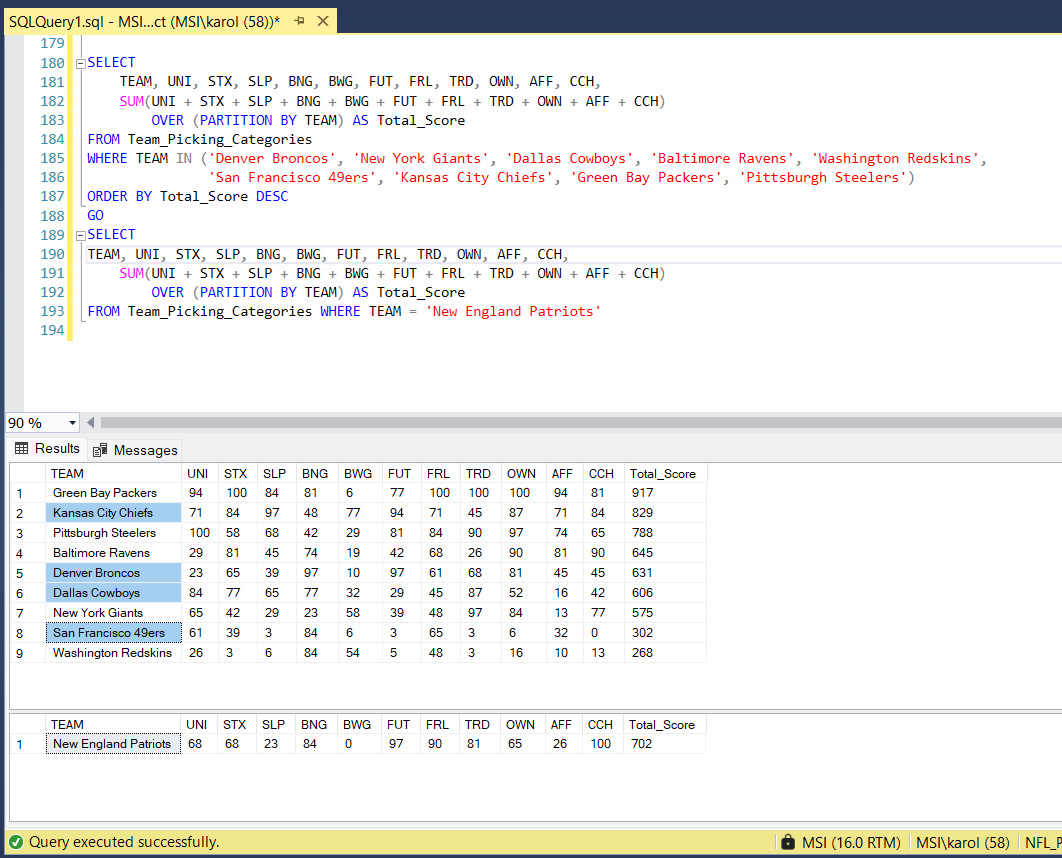 SQLQuery1.sql - MSI...ct (MSI\karol (58))*
179
180 SELECT
181 TEAM, UNI, STX, SLP, BNG, BWG, FUT, FRL, TRD, OWN, AFF, CCH,
182 SUM(UNI + STX + SLP + BNG + BWG + FUT + FRL + TRD + OWN + AFF + CCH)
183 OVER (PARTITION BY TEAM) AS Total_Score
184 FROM Team_Picking_Categories
185 WHERE TEAM IN ('Denver Broncos', 'New York Giants', 'Dallas Cowboys', 'Baltimore Ravens', 'Washington Redskins',
186 'San Francisco 49ers', 'Kansas City Chiefs', 'Green Bay Packers', 'Pittsburgh Steelers')
187 ORDER BY Total_Score DESC
188 GO
189 SELECT
190 TEAM, UNI, STX, SLP, BNG, BWG, FUT, FRL, TRD, OWN, AFF, CCH,
191 SUM(UNI + STX + SLP + BNG + BWG + FUT + FRL + TRD + OWN + AFF + CCH)
192 OVER (PARTITION BY TEAM) AS Total_Score
193 FROM Team_Picking_Categories WHERE TEAM = 'New England Patriots'
194
90 %
Results Messages
TEAM UNI STX SLP BNG BWG FUT FRL TRD OWN AFF CCH Total_Score
1 Green Bay Packers 94 100 84 81 6 77 100 100 100 94 81 917
2 Kansas City Chiefs 71 84 97 48 77 94 71 45 87 71 84 829
3 Pittsburgh Steelers 100 58 68 42 29 81 84 90 97 74 65 788
4 Baltimore Ravens 29 81 45 74 19 42 68 26 90 81 90 645
5 Denver Broncos 23 65 39 97 10 97 61 68 81 45 45 631
6 Dallas Cowboys 84 77 65 77 32 29 45 87 52 16 42 606
7 New York Giants 65 42 29 23 58 39 48 97 84 13 77 575
8 San Francisco 49ers 61 39 3 84 6 3 65 3 6 32 0 302
9 Washington Redskins 26 3 6 84 54 5 48 3 16 10 13 268
TEAM UNI STX SLP BNG BWG FUT FRL TRD OWN AFF CCH Total_Score
1 New England Patriots 68 68 23 84 0 97 90 81 65 26 100 702
Query executed successfully. MSI (16.0 RTM) MSI\karol (58)